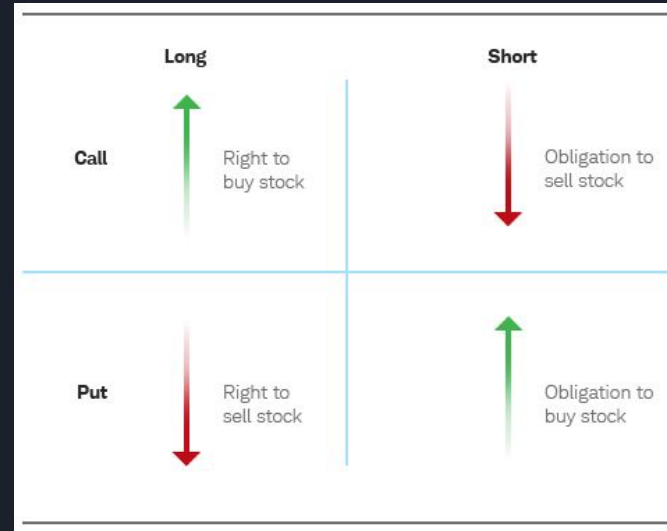 Long
Short
Call
Right to
buy stock
Obligation to
sell stock
Put
Right to
sell stock
Obligation to
buy stock